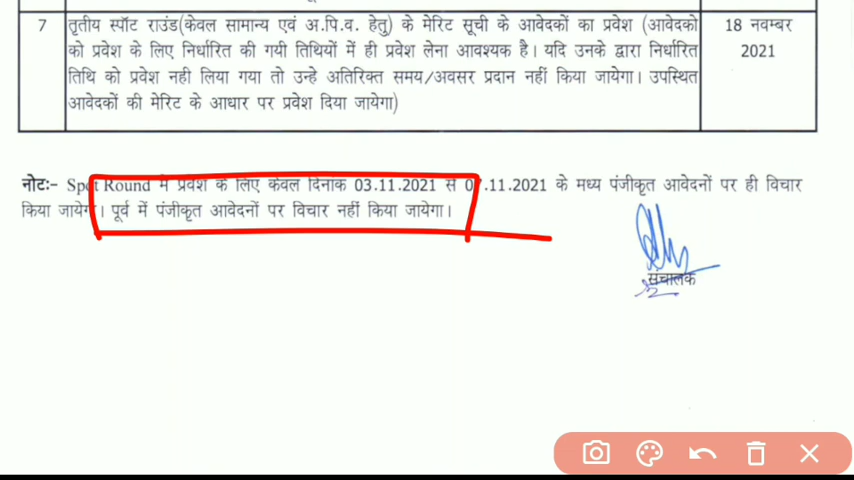 7 तृतीय स्पॉट राउंड(केवल सामान्य एवं अ.पि.व. हेतु) के मेरिट सूची के आवेदकों का प्रवेश (आवेदको 18 नवम्बर
को प्रवेश के लिए निर्धारित की गयी तिथियों में ही प्रवेश लेना आवश्यक है। यदि उनके द्वारा निर्धारित 2021
तिथि को प्रवेश नही लिया गया तो उन्हे अतिरिक्त समय/अवसर प्रदान नहीं किया जायेगा। उपस्थित
आवेदकों की मेरिट के आधार पर प्रवेश दिया जायेगा)
नोटः- Spot Round में प्रवेश के लिए केवल दिनाक 03.11.2021 से .11.2021 के मध्य पंजीकृत आवेदनों पर ही विचार
किया जायेगा। पूर्व में पंजीकृत आवेदनों पर विचार नहीं किया जायेगा।
संचालक